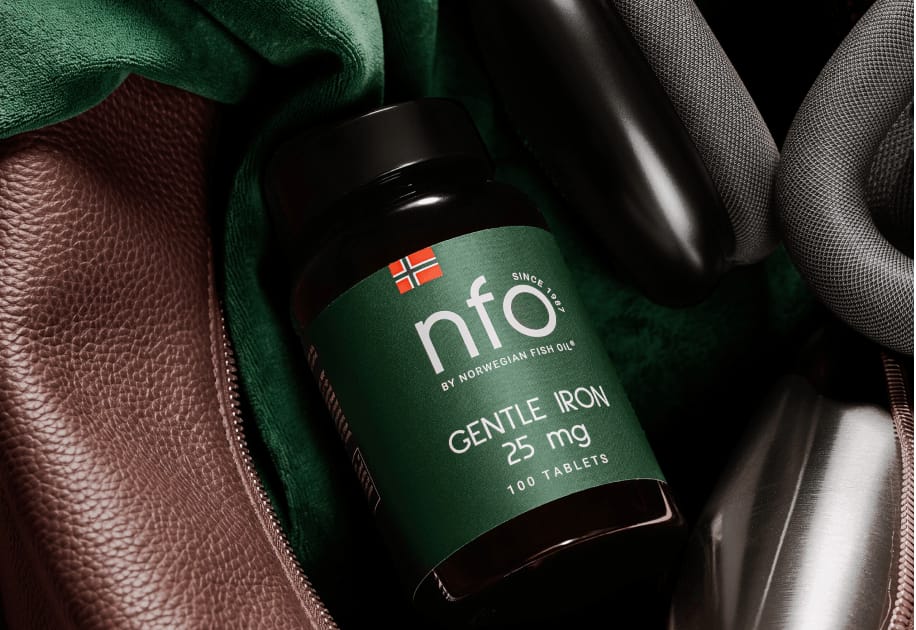 nfo
SINCE 1987
BY NORWEGIAN FISH OIL®
GENTLE IRON
25 mg
100 TABLETS